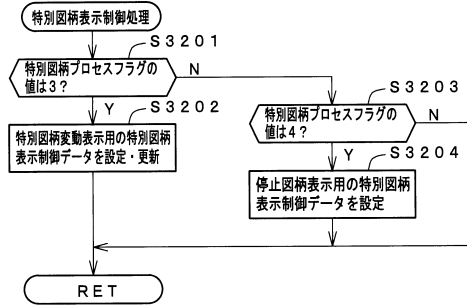 特別図柄表示制御処理
S3201
特別図柄プロセスフラグの
値は3？
N
Y
S3202
特別図柄変動表示用の特別図柄
表示制御データを設定・更新
S3203
特別図柄プロセスフラグの
値は4？
N
Y
S3204
停止図柄表示用の特別図柄
表示制御データを設定
RET